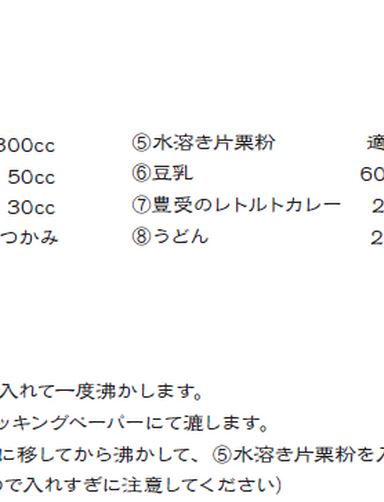 300cc ⑤水溶き片栗粉 適
50cc ⑥豆乳 60
30cc ⑦豊受のレトルトカレー 2
つかみ ⑧うどん 2
入れて一度沸かします。
ッキングペーパーにて漉します。
に移してから沸かして、⑤水溶き片栗粉を入
ので入れすぎに注意してください)